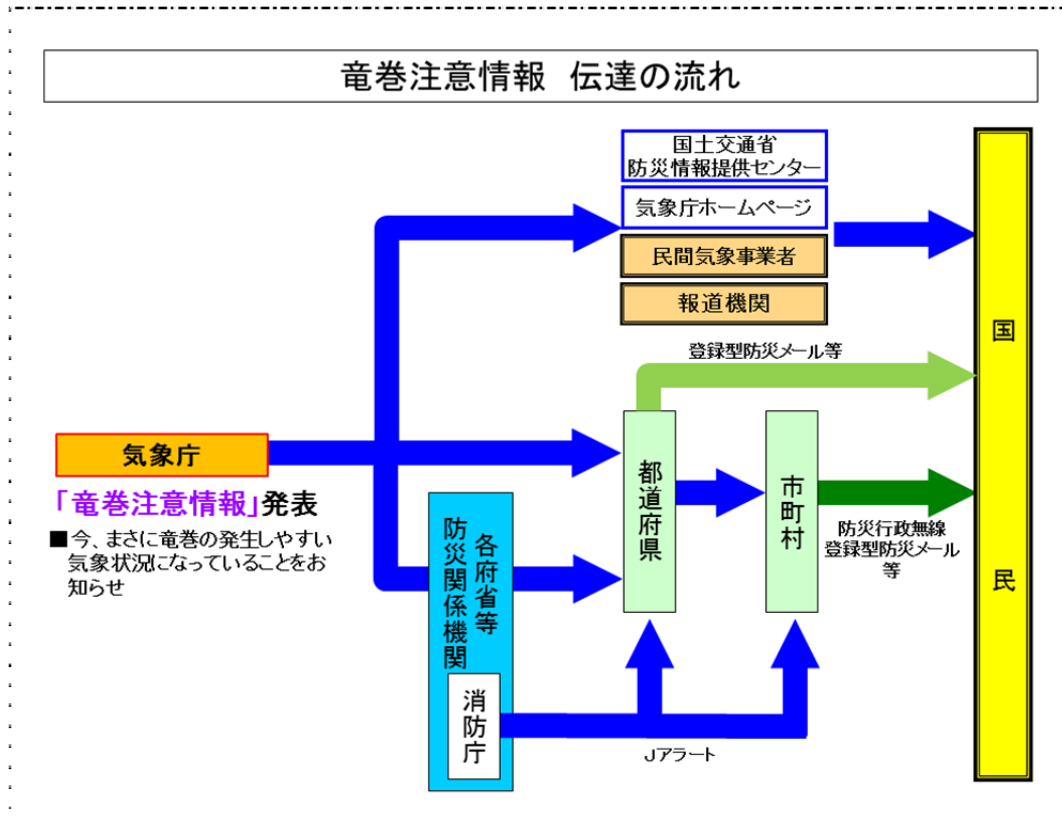 竜巻注意情報 伝達の流れ
国土交通省
防災情報提供センター
気象庁ホームページ
民間気象事業者
報道機関
登録型防災メール等
気象庁
「竜巻注意情報」発表
■今、まさに竜巻の発生しやすい
気象状況になっていることをお
知らせ
各府省等
防災関係機関
消防庁
Jアラート
都道府県
市町村
防災行政無線
登録型防災メール
等
国民